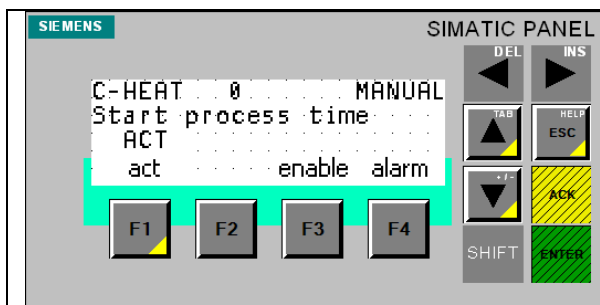 SIEMENS
SIMATIC PANEL
DEL
INS
C-HEAT 0 MANUAL
Start process time
ACT
act enable alarm
TAB
HELP
ESC
+/-
ACK
F1 F2 F3 F4
SHIFT
ENTER